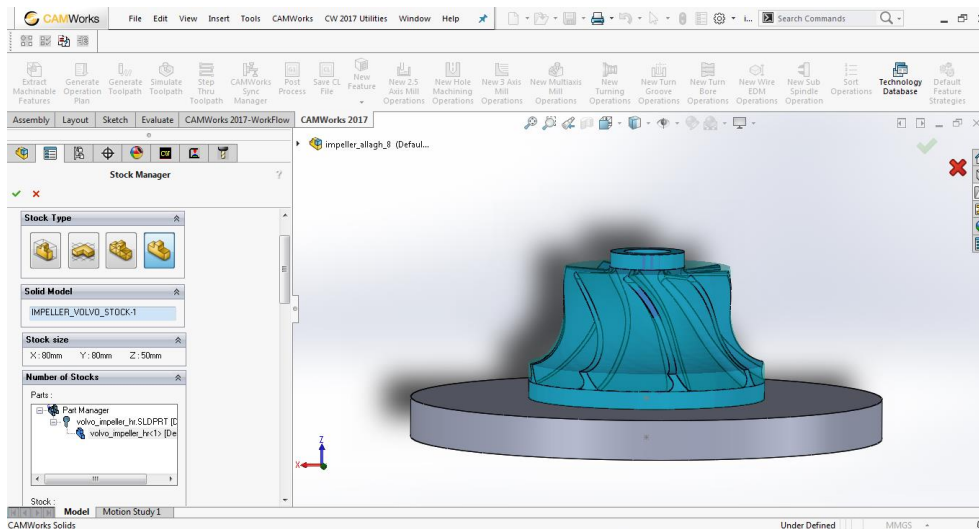 CAMWorks File Edit View Insert Tools CAMWorks CW 2017 Utilities Window Help i... Search Commands
Extract Machinable Features
Generate Operation Plan
Generate Toolpath
Simulate Toolpath
Step Thru Toolpath
CAMWorks Sync Manager
Post Process
Save CL File
New Feature
New 2.5 Axis Mill Operations
New Hole Machining Operations
New 3 Axis Mill Operations
New Multiaxis Mill Operations
New Turning Operations
New Turn Groove Operations
New Turn Bore Operations
New Wire EDM Operations
New Sub Spindle Operation
Sort Operations
Technology Database
Default Feature Strategies
Assembly Layout Sketch Evaluate CAMWorks 2017-WorkFlow CAMWorks 2017
impeller_allagh_8 (Defaul...
Stock Manager
?
Stock Type
Solid Model
IMPELLER_VOLVO_STOCK-1
Stock size
X : 80mm Y : 80mm Z : 50mm
Number of Stocks
Parts :
Part Manager
volvo_impeller_hr.SLDPRT [D
volvo_impeller_hr<1> [De
Stock :
Z
X
Model Motion Study 1
CAMWorks Solids Under Defined MMGS